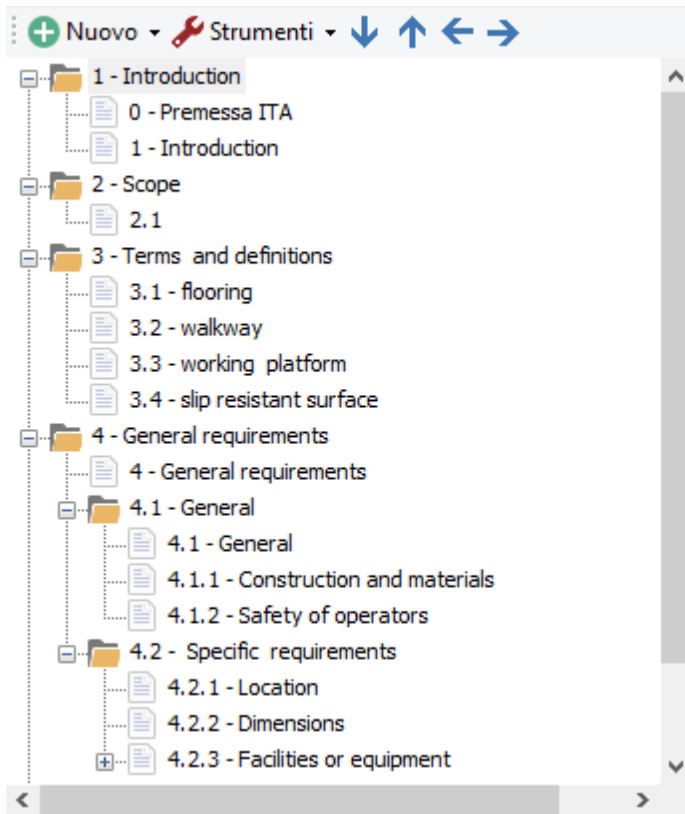 Nuovo Strumenti
1 - Introduction
0 - Premessa ITA
1 - Introduction
2 - Scope
2.1
3 - Terms and definitions
3.1 - flooring
3.2 - walkway
3.3 - working platform
3.4 - slip resistant surface
4 - General requirements
4 - General requirements
4.1 - General
4.1 - General
4.1.1 - Construction and materials
4.1.2 - Safety of operators
4.2 - Specific requirements
4.2.1 - Location
4.2.2 - Dimensions
4.2.3 - Facilities or equipment